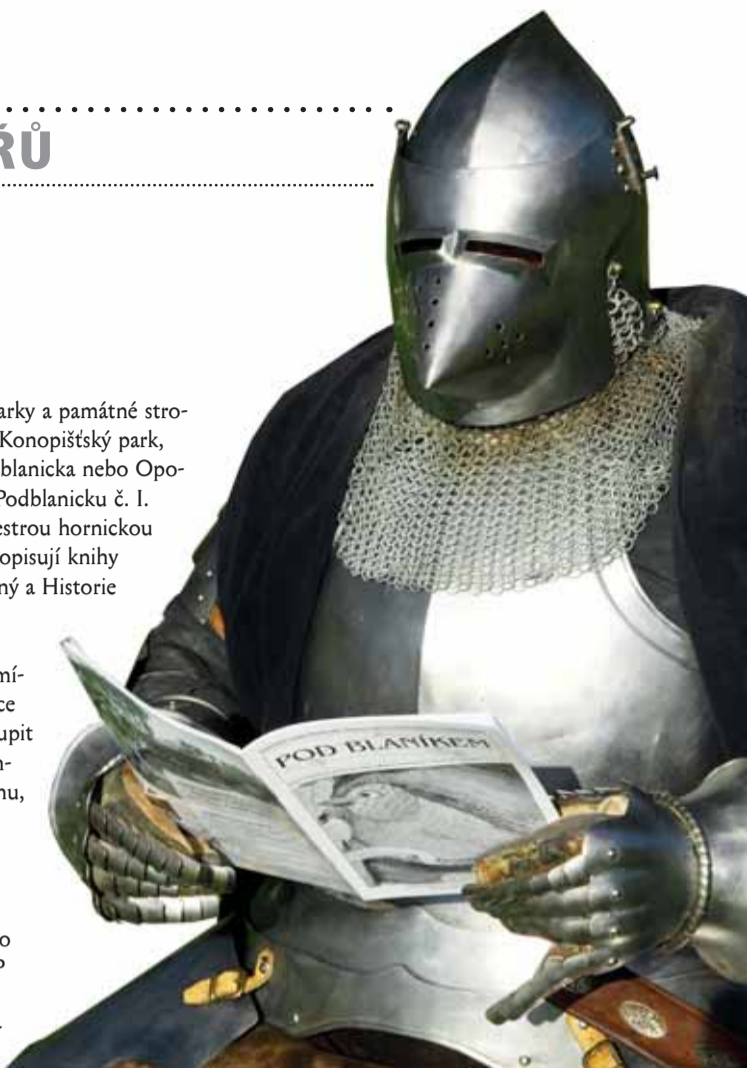 ŘŮ
arky a památné stro-
Konopišťský park,
blanicka nebo Opo-
Podblanicku č. I.
estrou hornickou
opisují knihy
ný a Historie
mí-
ce
upit
n-
nu,
o
P
POD BLANÍKEM